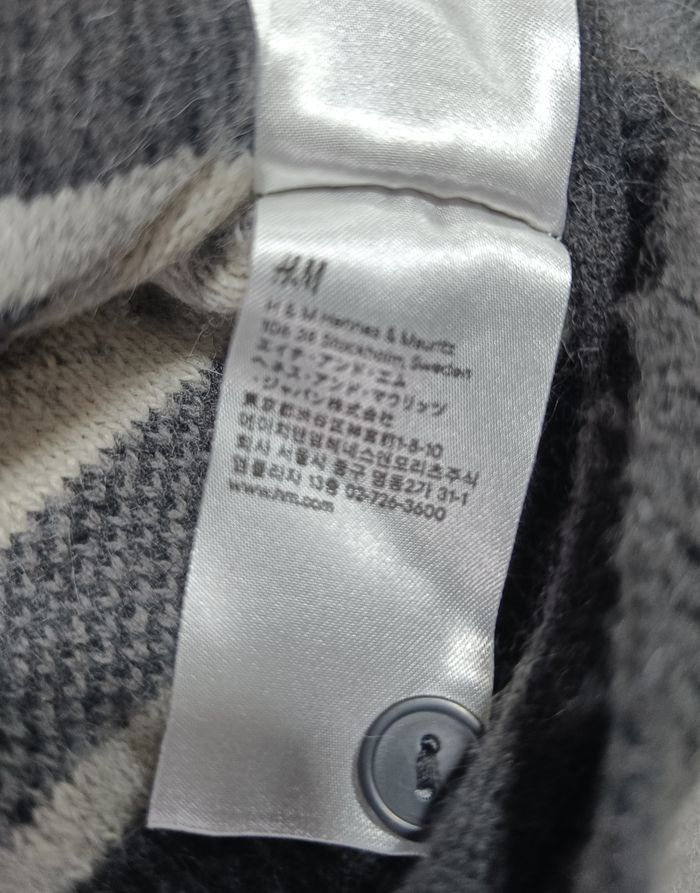 H&M
H & M Hennes & Mauritz
106 38 Stockholm, Sweden
エイチ・アンド・エム
ヘネス・アンド・マウリッツ
・ジャパン株式会社
東京都渋谷区神宮前1-8-10
에이치앤엠헤네스앤모리츠주식
회사 서울시 중구 명동2가 31-1
엠플라자 13층 02-726-3600
www.hm.com